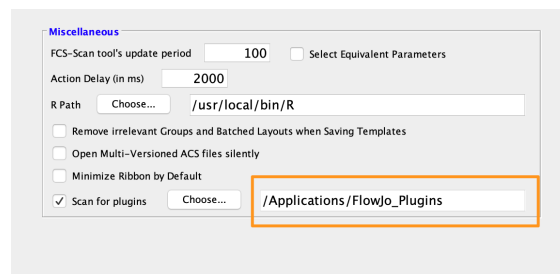 Miscellaneous
FCS-Scan tool's update period 100 Select Equivalent Parameters
Action Delay (in ms) 2000
R Path Choose... /usr/local/bin/R
Remove irrelevant Groups and Batched Layouts when Saving Templates
Open Multi-Versioned ACS files silently
Minimize Ribbon by Default
Scan for plugins Choose... /Applications/FlowJo_Plugins